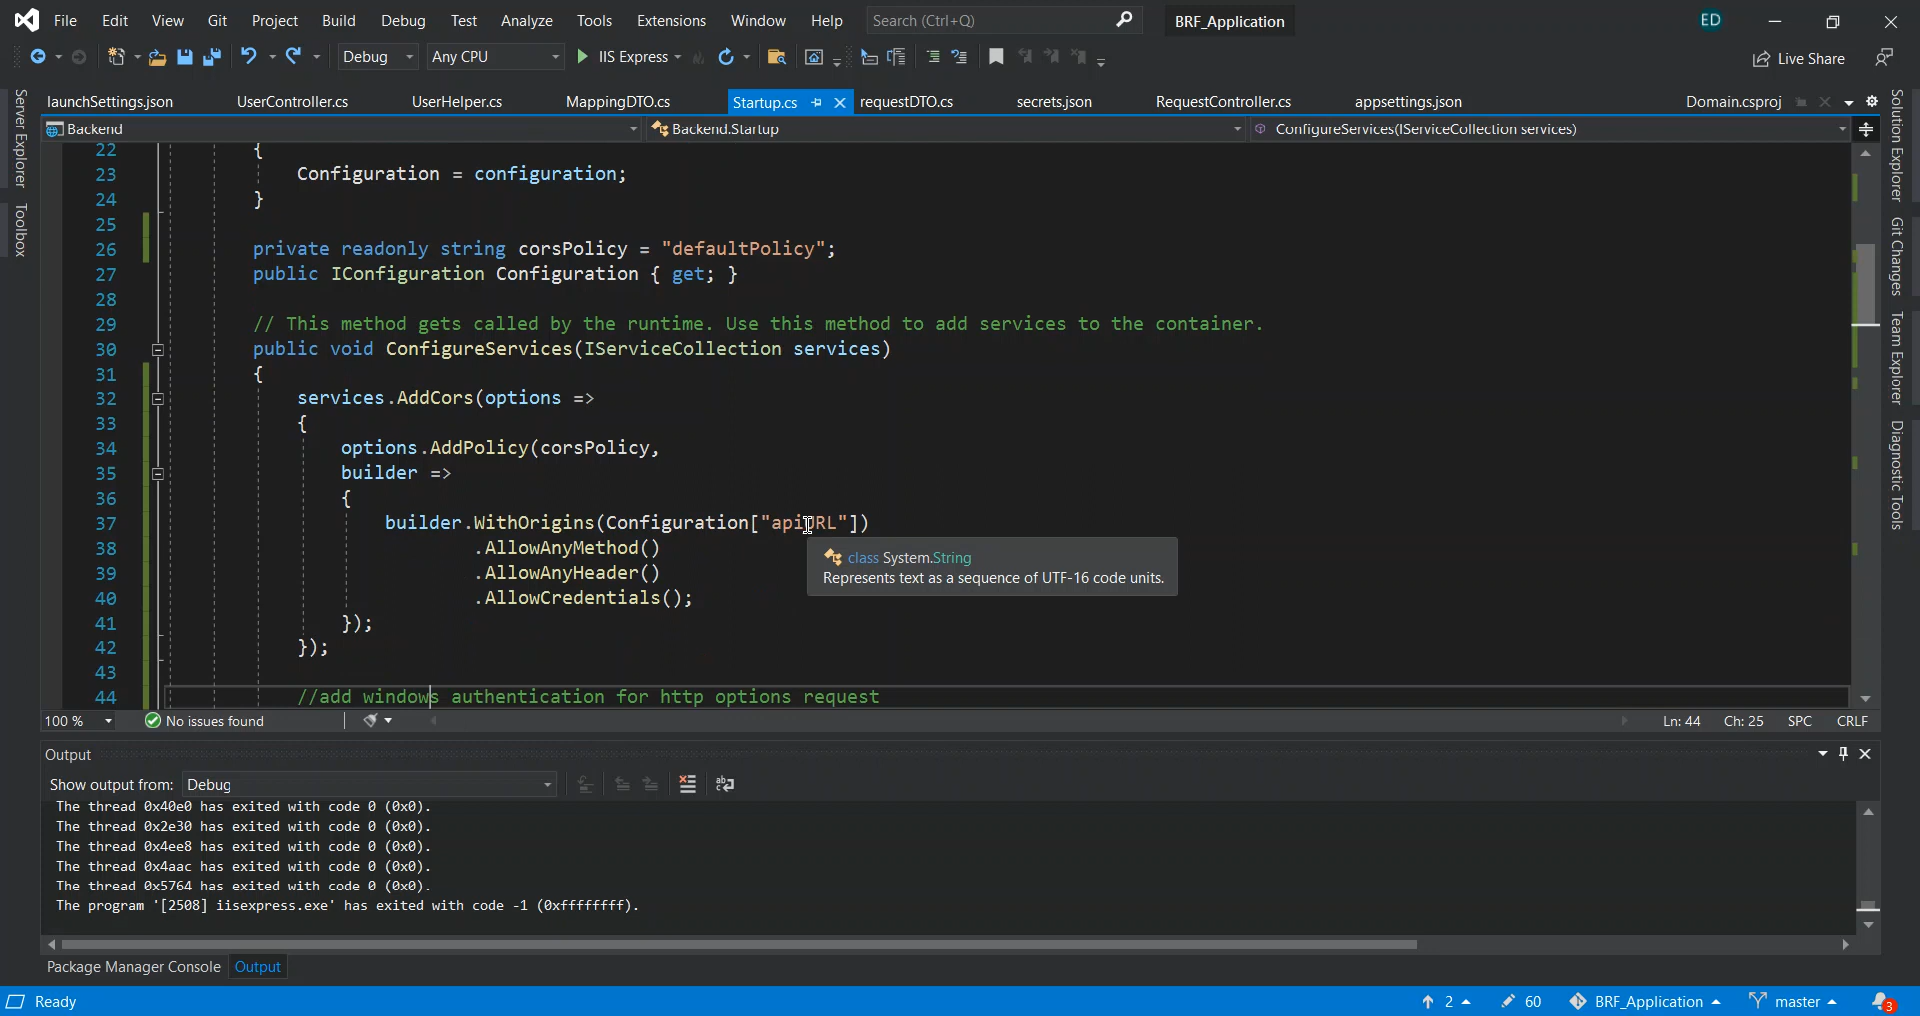 File Edit View Git Project Build Debug Test Analyze Tools Extensions Window Help Search (Ctrl+Q) BRF_Application ED
Debug Any CPU IIS Express Live Share
launchSettings.json UserController.cs UserHelper.cs MappingDTO.cs Startup.cs requestDTO.cs secrets.json RequestController.cs appsettings.json Domain.csproj
Backend Backend.Startup ConfigureServices(IServiceCollection services)
Server Explorer
Toolbox
22 {
23 Configuration = configuration;
24 }
25
26 private readonly string corsPolicy = "defaultPolicy";
27 public IConfiguration Configuration { get; }
28
29 // This method gets called by the runtime. Use this method to add services to the container.
30 public void ConfigureServices(IServiceCollection services)
31 {
32 services.AddCors(options =>
33 {
34 options.AddPolicy(corsPolicy,
35 builder =>
36 {
37 builder.WithOrigins(Configuration["apiURL"])
38 .AllowAnyMethod()
39 .AllowAnyHeader()
40 .AllowCredentials();
41 });
42 });
43
44 //add windows authentication for http options request
class System.String
Represents text as a sequence of UTF-16 code units.
Solution Explorer
Git Changes
Team Explorer
Diagnostic Tools
100 % No issues found Ln: 44 Ch: 25 SPC CRLF
Output
Show output from: Debug
The thread 0x40e0 has exited with code 0 (0x0).
The thread 0x2e30 has exited with code 0 (0x0).
The thread 0x4ee8 has exited with code 0 (0x0).
The thread 0x4aac has exited with code 0 (0x0).
The thread 0x5764 has exited with code 0 (0x0).
The program '[2508] iisexpress.exe' has exited with code -1 (0xffffffff).
Package Manager Console Output
Ready 2 60 BRF_Application master 3